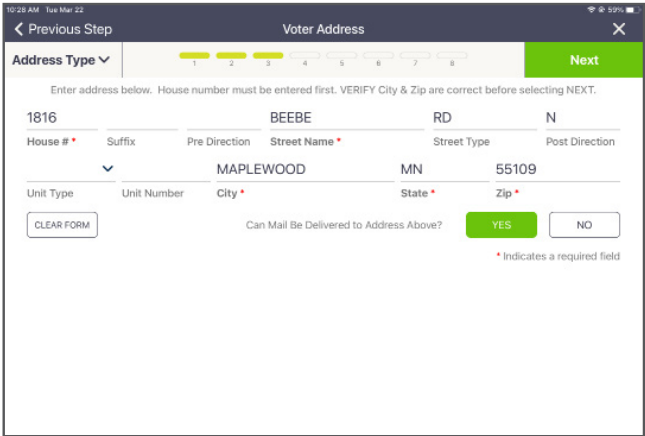 10:28 AM Tue Mar 22 59%
Previous Step Voter Address
Address Type 1 2 3 4 5 6 7 8 Next
Enter address below. House number must be entered first. VERIFY City & Zip are correct before selecting NEXT.
1816 BEEBE RD N
House # * Suffix Pre Direction Street Name * Street Type Post Direction
MAPLEWOOD MN 55109
Unit Type Unit Number City * State * Zip *
CLEAR FORM Can Mail Be Delivered to Address Above? YES NO
* Indicates a required field